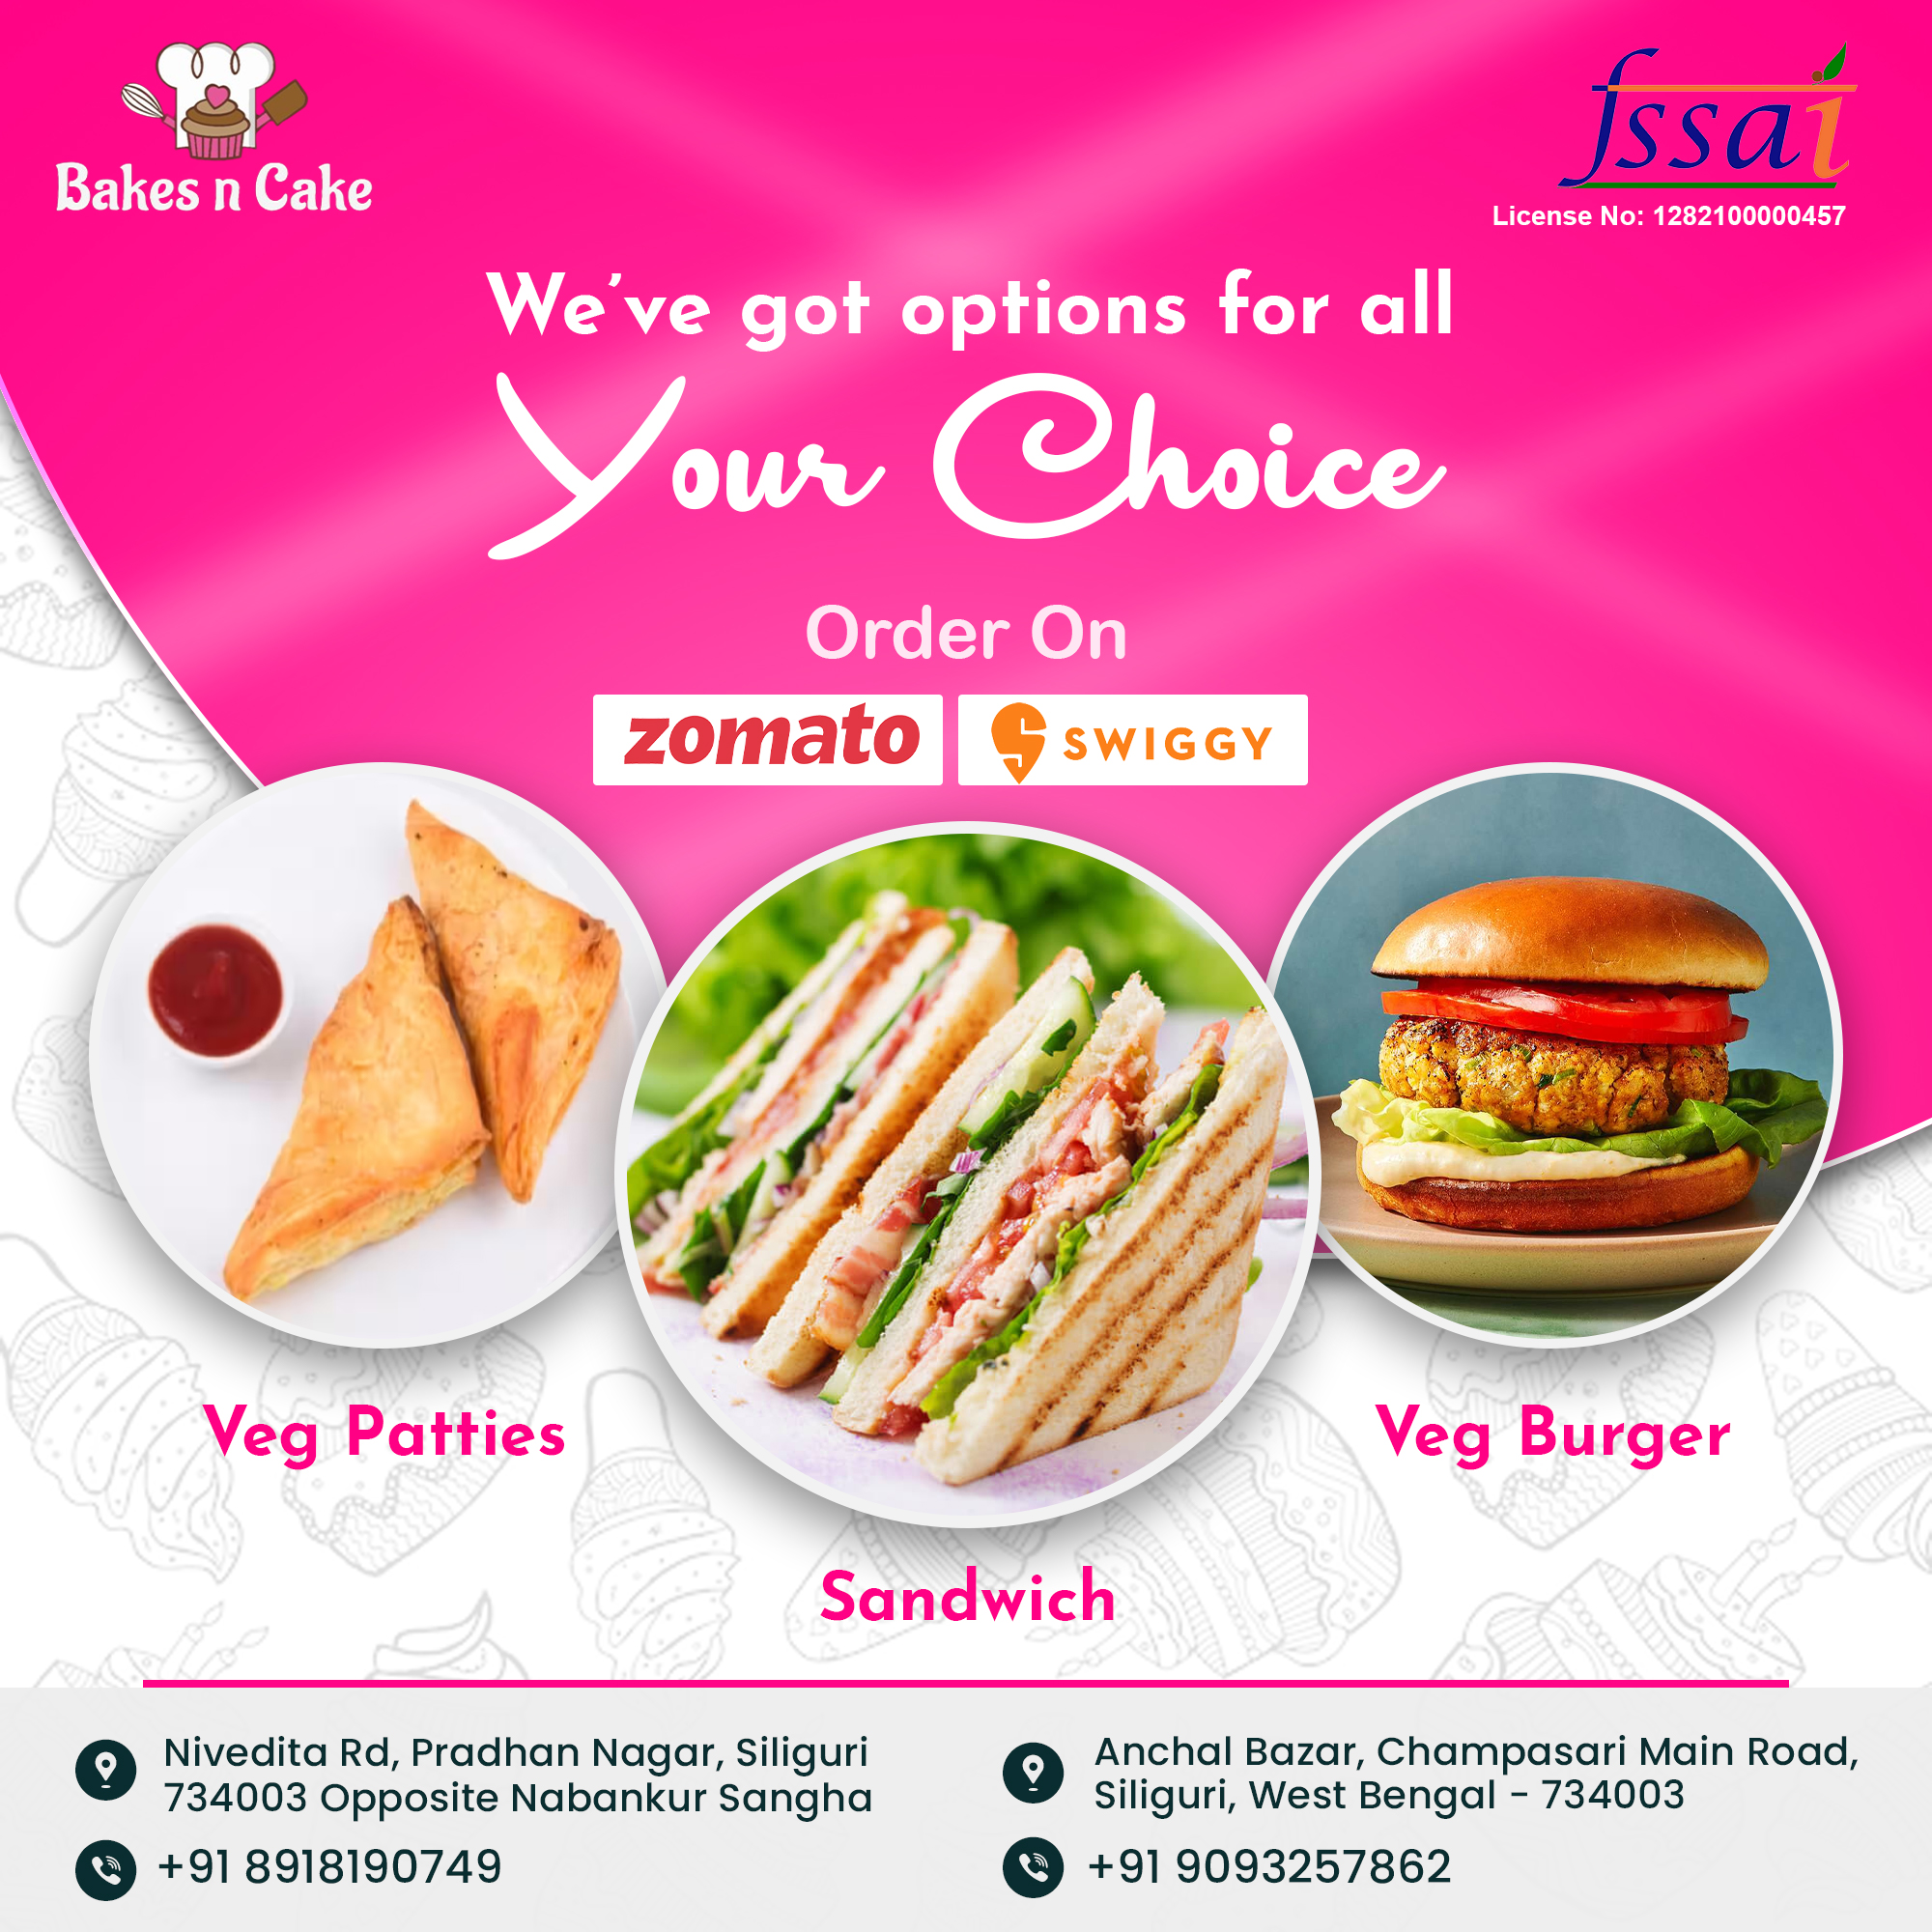 Bakes n Cake
fssai
License No: 1282100000457
We've got options for all
Your Choice
Order On
zomato
SWIGGY
Veg Patties
Sandwich
Veg Burger
Nivedita Rd, Pradhan Nagar, Siliguri
734003 Opposite Nabankur Sangha
+91 8918190749
Anchal Bazar, Champasari Main Road,
Siliguri, West Bengal - 734003
+91 9093257862